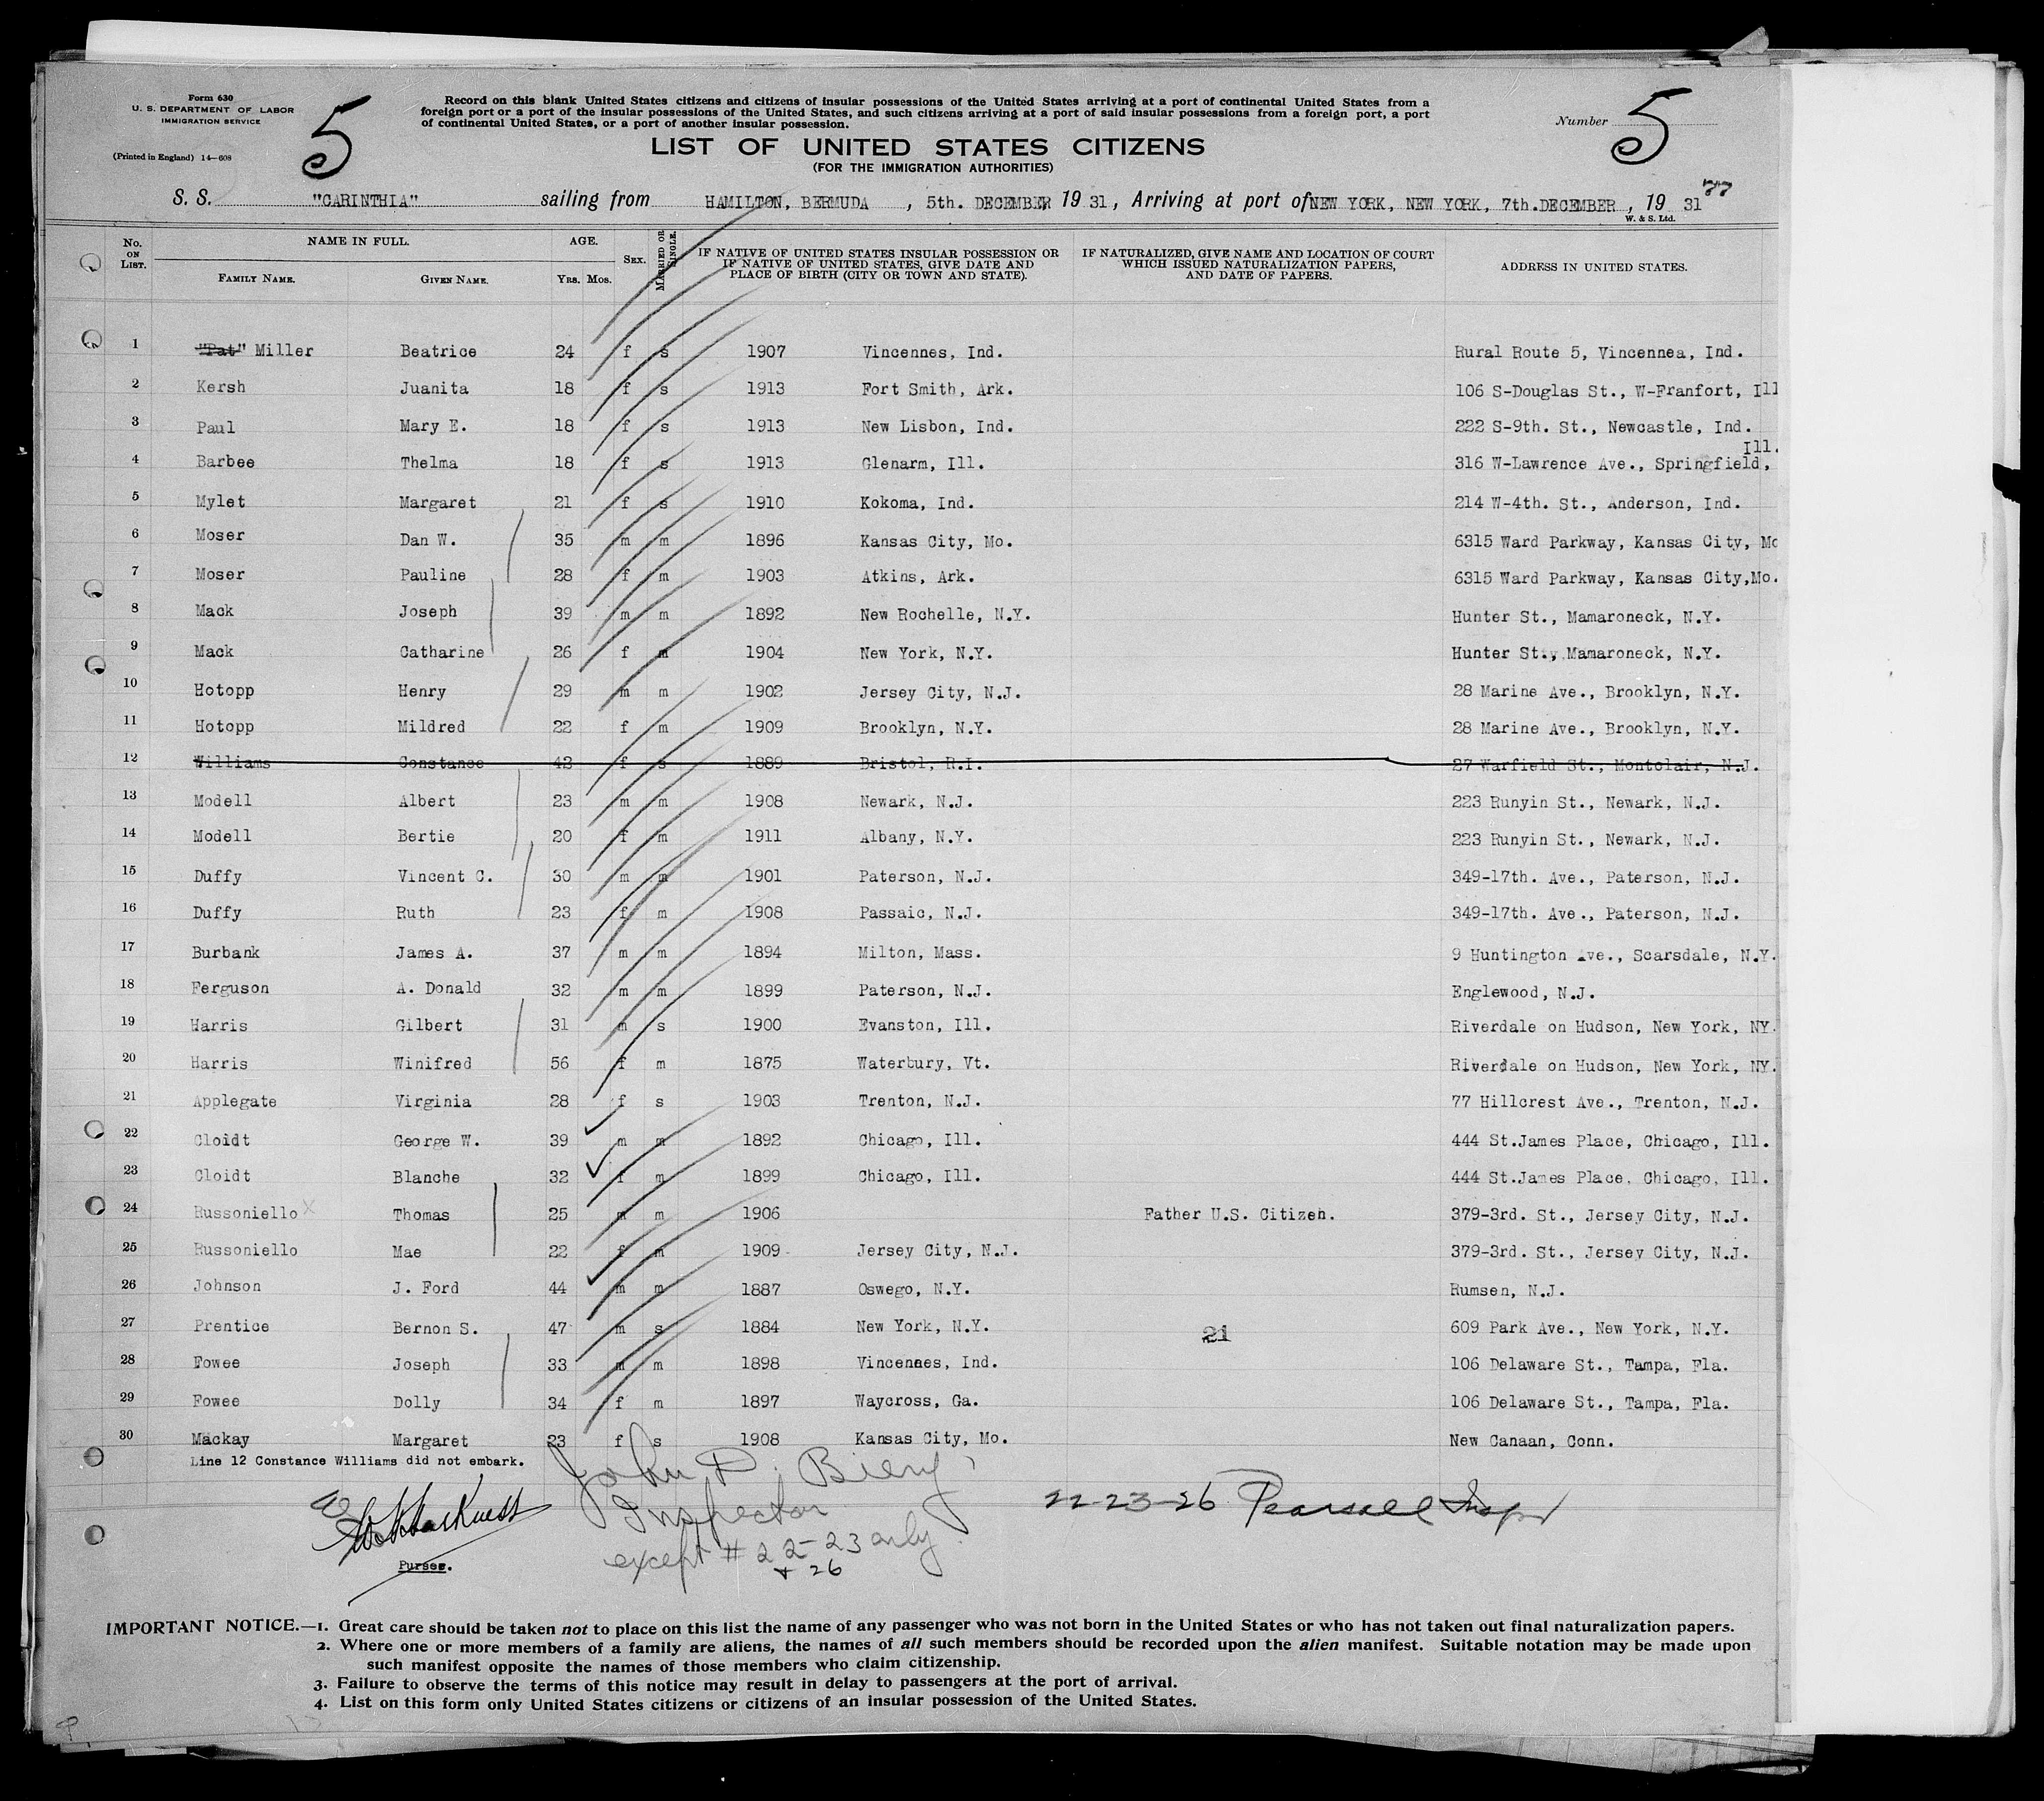 Form 630
U. S. DEPARTMENT OF LABOR
IMMIGRATION SERVICE
(Printed in England) 14—608
5
Record on this blank United States citizens and citizens of insular possessions of the United States arriving at a port of continental United States from a
foreign port or a port of the insular possessions of the United States, and such citizens arriving at a port of said insular possessions from a foreign port, a port
of continental United States, or a port of another insular possession.
Number 5
LIST OF UNITED STATES CITIZENS
(FOR THE IMMIGRATION AUTHORITIES)
77
S. S. "CARINTHIA" sailing from HAMILTON, BERMUDA , 5th. DECEMBER 19 31, Arriving at port of NEW YORK, NEW YORK, 7th.DECEMBER , 19 31
W. & S. Ltd.
No. ON LIST. NAME IN FULL. FAMILY NAME. GIVEN NAME. AGE. YRS. MOS. SEX. MARRIED OR SINGLE. IF NATIVE OF UNITED STATES INSULAR POSSESSION OR IF NATIVE OF UNITED STATES, GIVE DATE AND PLACE OF BIRTH (CITY OR TOWN AND STATE). IF NATURALIZED, GIVE NAME AND LOCATION OF COURT WHICH ISSUED NATURALIZATION PAPERS, AND DATE OF PAPERS. ADDRESS IN UNITED STATES.
1 "Pat" Miller Beatrice 24 f s 1907 Vincennes, Ind. Rural Route 5, Vincennea, Ind.
2 Kersh Juanita 18 f s 1913 Fort Smith, Ark. 106 S-Douglas St., W-Franfort, Ill
3 Paul Mary E. 18 f s 1913 New Lisbon, Ind. 222 S-9th. St., Newcastle, Ind.
4 Barbee Thelma 18 f s 1913 Glenarm, Ill. 316 W-Lawrence Ave., Springfield, Ill.
5 Mylet Margaret 21 f s 1910 Kokoma, Ind. 214 W-4th. St., Anderson, Ind.
6 Moser Dan W. 35 m m 1896 Kansas City, Mo. 6315 Ward Parkway, Kansas City, Mo
7 Moser Pauline 28 f m 1903 Atkins, Ark. 6315 Ward Parkway, Kansas City,Mo.
8 Mack Joseph 39 m m 1892 New Rochelle, N.Y. Hunter St., Mamaroneck, N.Y.
9 Mack Catharine 26 f m 1904 New York, N.Y. Hunter St., Mamaroneck, N.Y.
10 Hotopp Henry 29 m m 1902 Jersey City, N.J. 28 Marine Ave., Brooklyn, N.Y.
11 Hotopp Mildred 22 f m 1909 Brooklyn, N.Y. 28 Marine Ave., Brooklyn, N.Y.
12 Williams Constance 42 f s 1889 Bristol, R.I. 27 Warfield St., Montclair, N.J.
13 Modell Albert 23 m m 1908 Newark, N.J. 223 Runyin St., Newark, N.J.
14 Modell Bertie 20 f m 1911 Albany, N.Y. 223 Runyin St., Newark, N.J.
15 Duffy Vincent C. 30 m m 1901 Paterson, N.J. 349-17th. Ave., Paterson, N.J.
16 Duffy Ruth 23 f m 1908 Passaic, N.J. 349-17th. Ave., Paterson, N.J.
17 Burbank James A. 37 m m 1894 Milton, Mass. 9 Huntington Ave., Scarsdale, N.Y.
18 Ferguson A. Donald 32 m m 1899 Paterson, N.J. Englewood, N.J.
19 Harris Gilbert 31 m s 1900 Evanston, Ill. Riverdale on Hudson, New York, NY.
20 Harris Winifred 56 f m 1875 Waterbury, Vt. Riverdale on Hudson, New York, NY.
21 Applegate Virginia 28 f s 1903 Trenton, N.J. 77 Hillcrest Ave., Trenton, N.J.
22 Cloidt George W. 39 m m 1892 Chicago, Ill. 444 St.James Place, Chicago, Ill.
23 Cloidt Blanche 32 f m 1899 Chicago, Ill. 444 St.James Place, Chicago, Ill.
24 Russoniello X Thomas 25 m m 1906 Father U.S. Citizen. 379-3rd. St., Jersey City, N.J.
25 Russoniello Mae 22 f m 1909 Jersey City, N.J. 379-3rd. St., Jersey City, N.J.
26 Johnson J. Ford 44 m m 1887 Oswego, N.Y. Rumsen, N.J.
27 Prentice Bernon S. 47 m s 1884 New York, N.Y. 21 609 Park Ave., New York, N.Y.
28 Fowee Joseph 33 m m 1898 Vincennes, Ind. 106 Delaware St., Tampa, Fla.
29 Fowee Dolly 34 f m 1897 Waycross, Ga. 106 Delaware St., Tampa, Fla.
30 Mackay Margaret 23 f s 1908 Kansas City, Mo. New Canaan, Conn.
Line 12 Constance Williams did not embark.
John D. Bieny
Inspector
except # 22-23 only
+ 26
22-23-26 Pearsall Inspr
Purser.
IMPORTANT NOTICE.—1. Great care should be taken not to place on this list the name of any passenger who was not born in the United States or who has not taken out final naturalization papers.
2. Where one or more members of a family are aliens, the names of all such members should be recorded upon the alien manifest. Suitable notation may be made upon
such manifest opposite the names of those members who claim citizenship.
3. Failure to observe the terms of this notice may result in delay to passengers at the port of arrival.
4. List on this form only United States citizens or citizens of an insular possession of the United States.